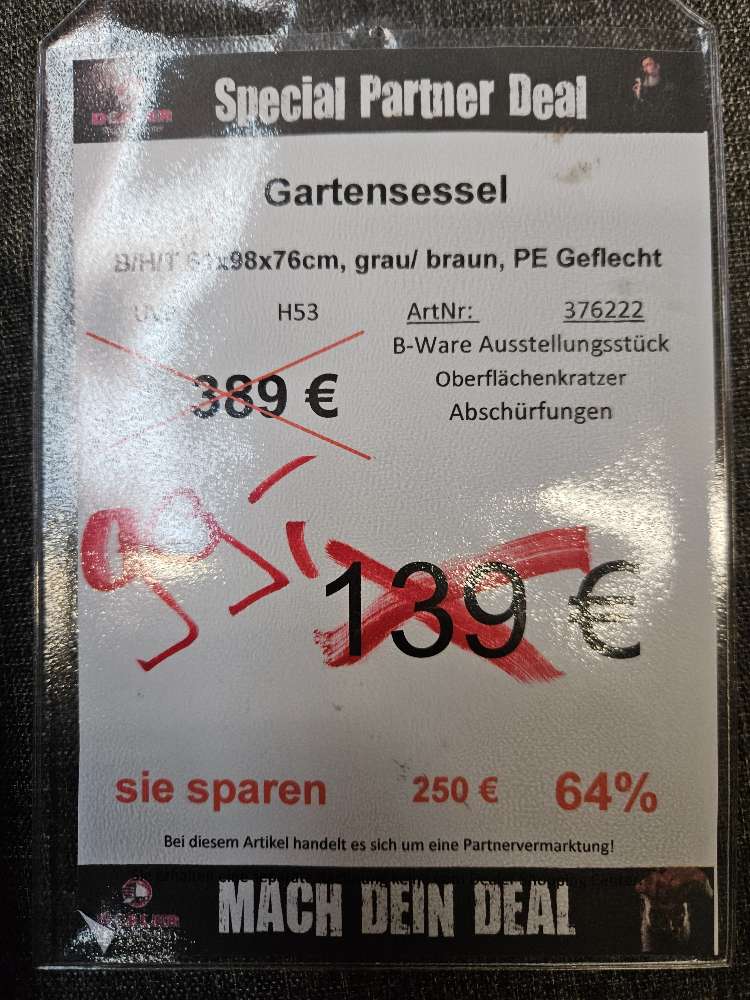 Special Partner Deal
Gartensessel
B/H/T 61x98x76cm, grau/ braun, PE Geflecht
UVP H53 ArtNr: 376222
B-Ware Ausstellungsstück
389 € Oberflächenkratzer
Abschürfungen
139 €
sie sparen 250 € 64%
Bei diesem Artikel handelt es sich um eine Partnervermarktung!
MACH DEIN DEAL